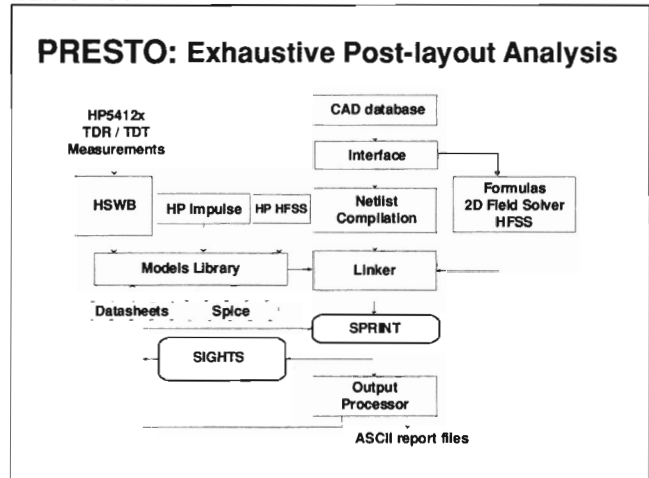 PRESTO: Exhaustive Post-layout Analysis
HP5412x
TDR / TDT
Measurements
CAD database
Interface
HSWB
HP Impulse
HP HFSS
Netlist
Compilation
Formulas
2D Field Solver
HFSS
Models Library
Linker
Datasheets
Spice
SPRINT
SIGHTS
Output
Processor
ASCII report files